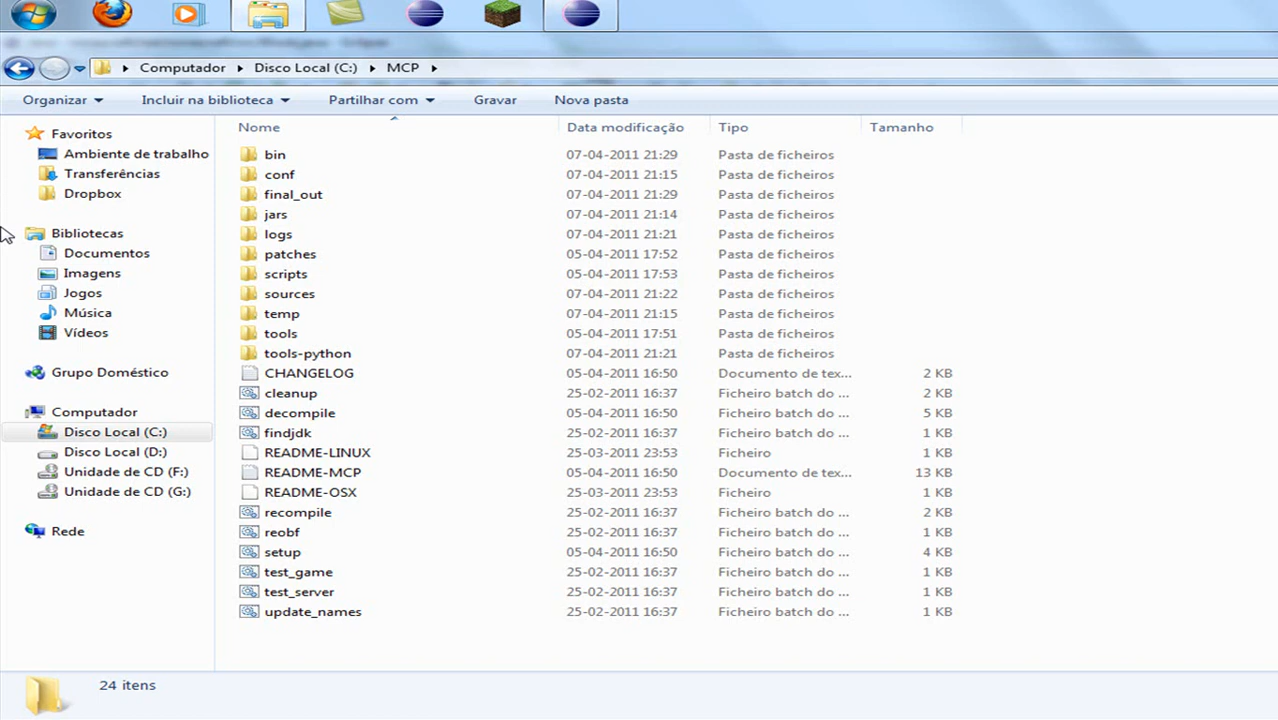 Computador Disco Local (C:) MCP
Organizar Incluir na biblioteca Partilhar com Gravar Nova pasta
Favoritos
Ambiente de trabalho
Transferências
Dropbox
Bibliotecas
Documentos
Imagens
Jogos
Música
Vídeos
Grupo Doméstico
Computador
Disco Local (C:)
Disco Local (D:)
Unidade de CD (F:)
Unidade de CD (G:)
Rede
Nome Data modificação Tipo Tamanho
bin 07-04-2011 21:29 Pasta de ficheiros
conf 07-04-2011 21:15 Pasta de ficheiros
final_out 07-04-2011 21:29 Pasta de ficheiros
jars 07-04-2011 21:14 Pasta de ficheiros
logs 07-04-2011 21:21 Pasta de ficheiros
patches 05-04-2011 17:52 Pasta de ficheiros
scripts 05-04-2011 17:53 Pasta de ficheiros
sources 07-04-2011 21:22 Pasta de ficheiros
temp 07-04-2011 21:15 Pasta de ficheiros
tools 05-04-2011 17:51 Pasta de ficheiros
tools-python 07-04-2011 21:21 Pasta de ficheiros
CHANGELOG 05-04-2011 16:50 Documento de tex... 2 KB
cleanup 25-02-2011 16:37 Ficheiro batch do ... 2 KB
decompile 05-04-2011 16:50 Ficheiro batch do ... 5 KB
findjdk 25-02-2011 16:37 Ficheiro batch do ... 1 KB
README-LINUX 25-03-2011 23:53 Ficheiro 1 KB
README-MCP 05-04-2011 16:50 Documento de tex... 13 KB
README-OSX 25-03-2011 23:53 Ficheiro 1 KB
recompile 25-02-2011 16:37 Ficheiro batch do ... 2 KB
reobf 25-02-2011 16:37 Ficheiro batch do ... 1 KB
setup 05-04-2011 16:50 Ficheiro batch do ... 4 KB
test_game 25-02-2011 16:37 Ficheiro batch do ... 1 KB
test_server 25-02-2011 16:37 Ficheiro batch do ... 1 KB
update_names 25-02-2011 16:37 Ficheiro batch do ... 1 KB
24 itens